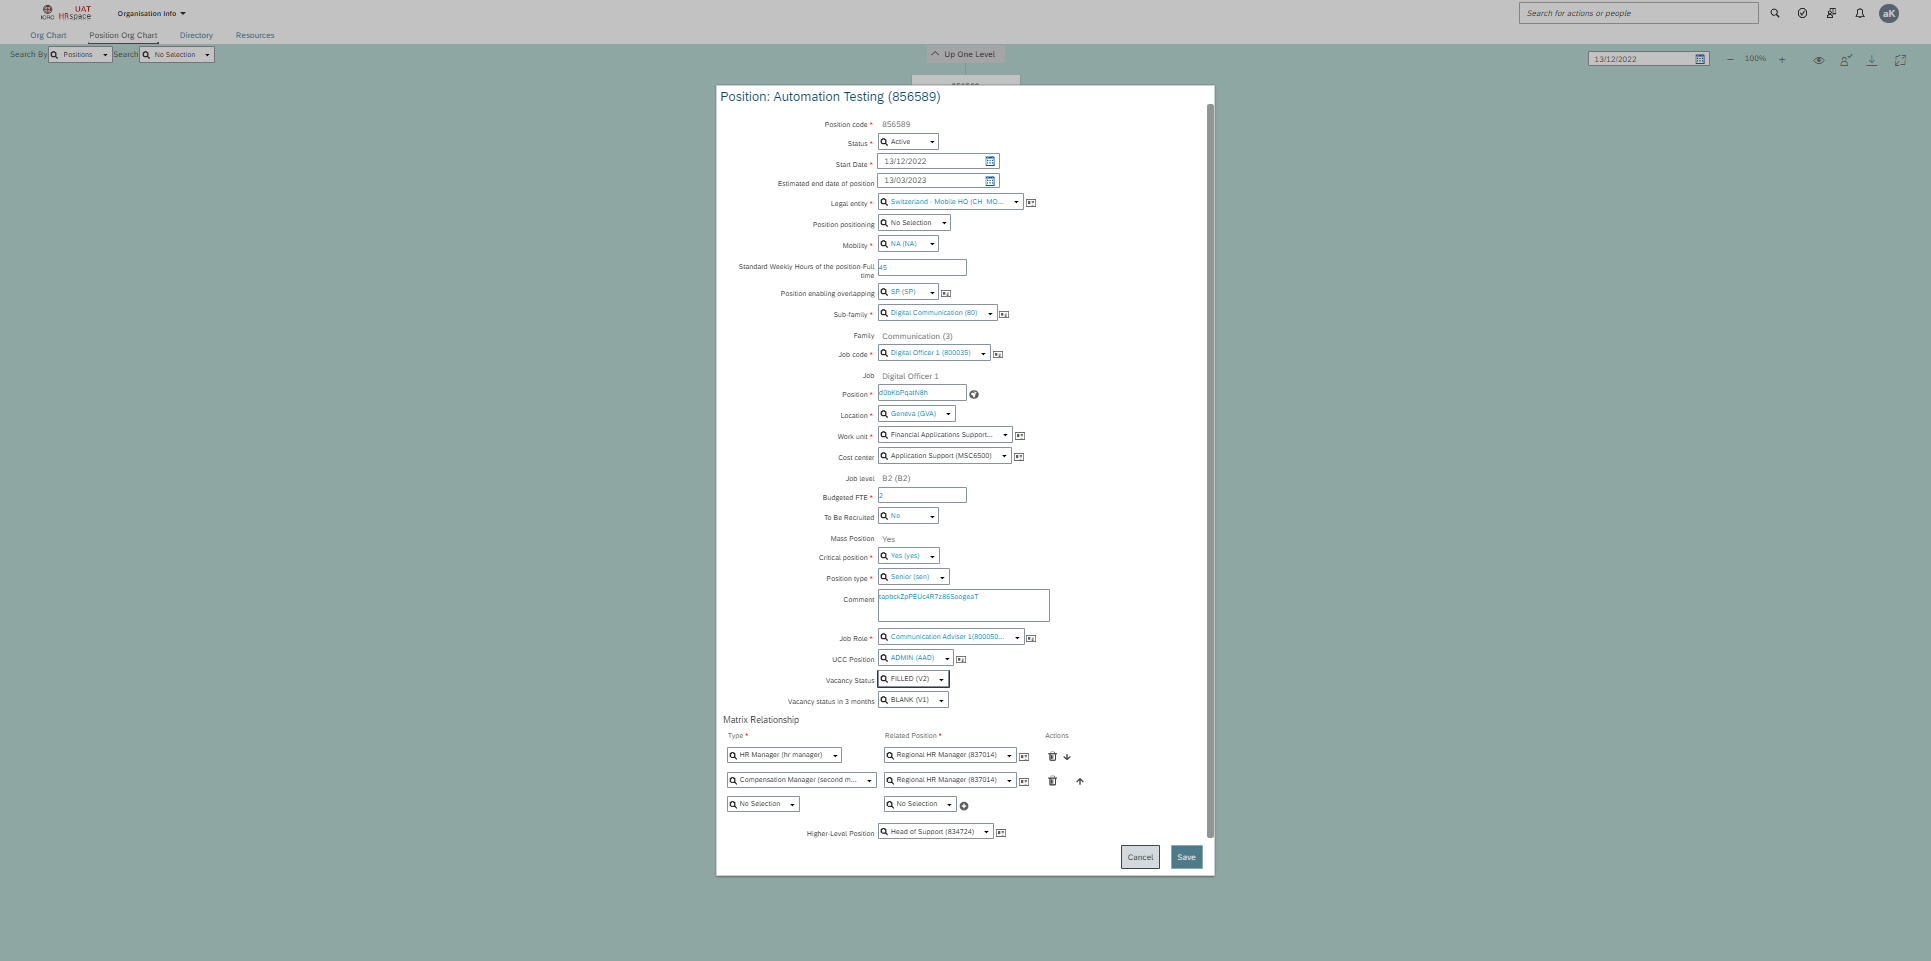 ICRC
UAT
HRspace
Organisation Info
Search for actions or people
aK
Org Chart
Position Org Chart
Directory
Resources
Search By
Positions
Search
No Selection
Up One Level
13/12/2022
100%
Position: Automation Testing (856589)
Position code * 856589
Status * Active
Start Date * 13/12/2022
Estimated end date of position 13/03/2023
Legal entity * Switzerland - Mobile HQ (CH_MO...
Position positioning No Selection
Mobility * NA (NA)
Standard Weekly Hours of the position-Full
time
45
Position enabling overlapping SP (SP)
Sub-family * Digital Communication (80)
Family Communication (3)
Job code * Digital Officer 1 (800035)
Job Digital Officer 1
Position * d0bKbPqatN8h
Location * Geneva (GVA)
Work unit * Financial Applications Support...
Cost center Application Support (MSC6500)
Job level B2 (B2)
Budgeted FTE * 2
To Be Recruited No
Mass Position Yes
Critical position * Yes (yes)
Position type * Senior (sen)
Comment
Job Role * Communication Adviser 1(800050...
UCC Position ADMIN (AAD)
Vacancy Status FILLED (V2)
Vacancy status in 3 months BLANK (V1)
Matrix Relationship
Type * Related Position * Actions
HR Manager (hr manager) Regional HR Manager (837014)
Compensation Manager (second m... Regional HR Manager (837014)
No Selection No Selection
Higher-Level Position Head of Support (834724)
Cancel Save